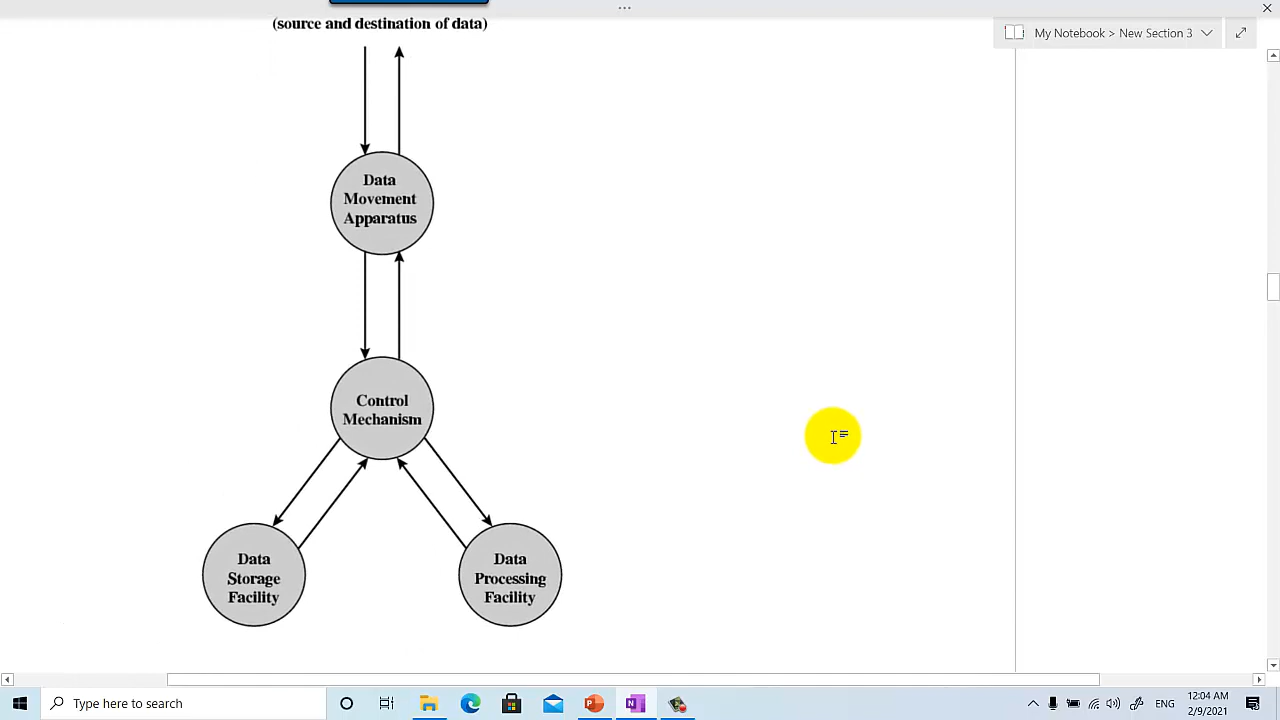 (source and destination of data)
My Notebook > New Section 3
Data
Movement
Apparatus
Control
Mechanism
Data
Storage
Facility
Data
Processing
Facility
Type here to search
ENG
12:04 AM
2/9/2021